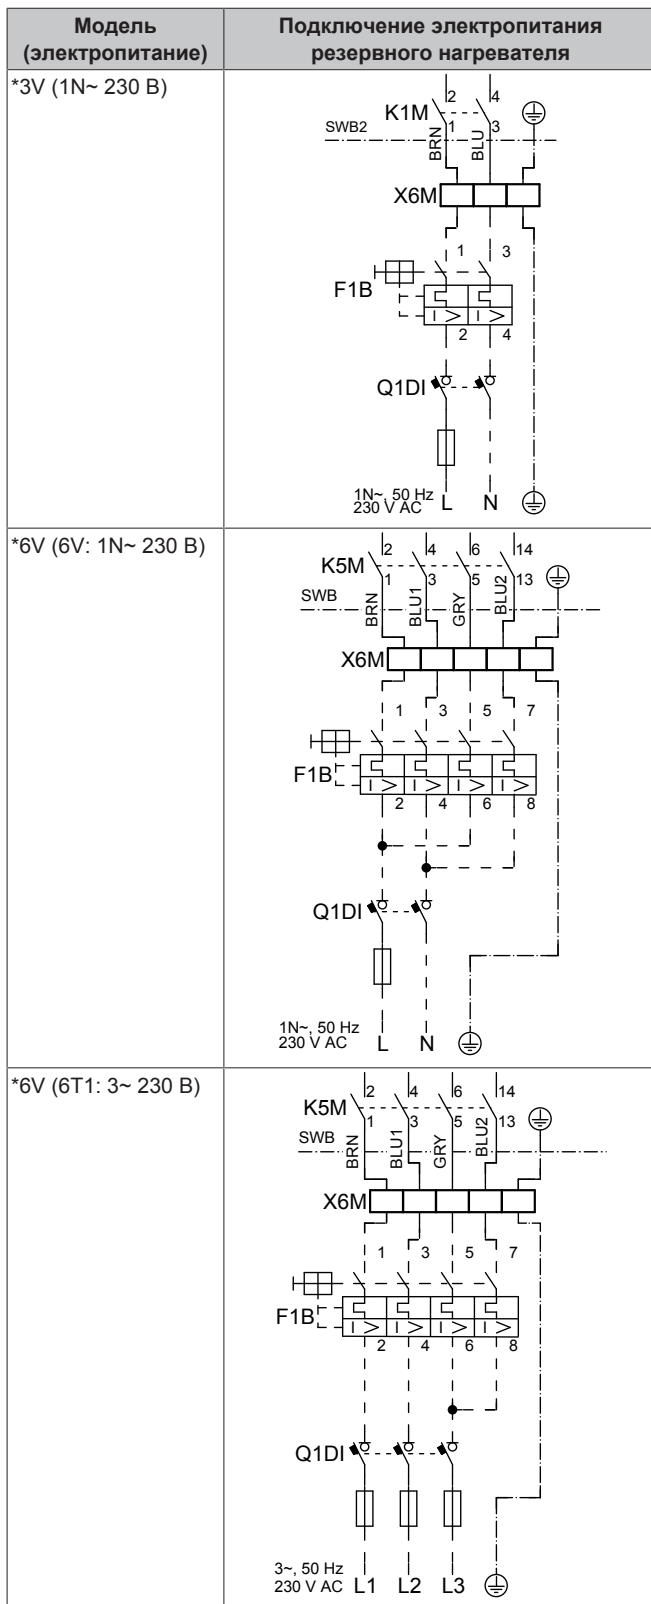 Модель
(электропитание)
Подключение электропитания
резервного нагревателя
*3V (1N~ 230 В)
2 4
K1M
1 3
SWB2
BRN BLU
X6M
1 3
F1B
I > I >
2 4
Q1DI
1N~, 50 Hz
230 V AC
L N
*6V (6V: 1N~ 230 В)
2 4 6 14
K5M
1 3 5 13
SWB
BRN BLU1 GRY BLU2
X6M
1 3 5 7
F1B
I > I > I > I >
2 4 6 8
Q1DI
1N~, 50 Hz
230 V AC
L N
*6V (6T1: 3~ 230 В)
2 4 6 14
K5M
1 3 5 13
SWB
BRN BLU1 GRY BLU2
X6M
1 3 5 7
F1B
I > I > I > I >
2 4 6 8
Q1DI
3~, 50 Hz
230 V AC
L1 L2 L3